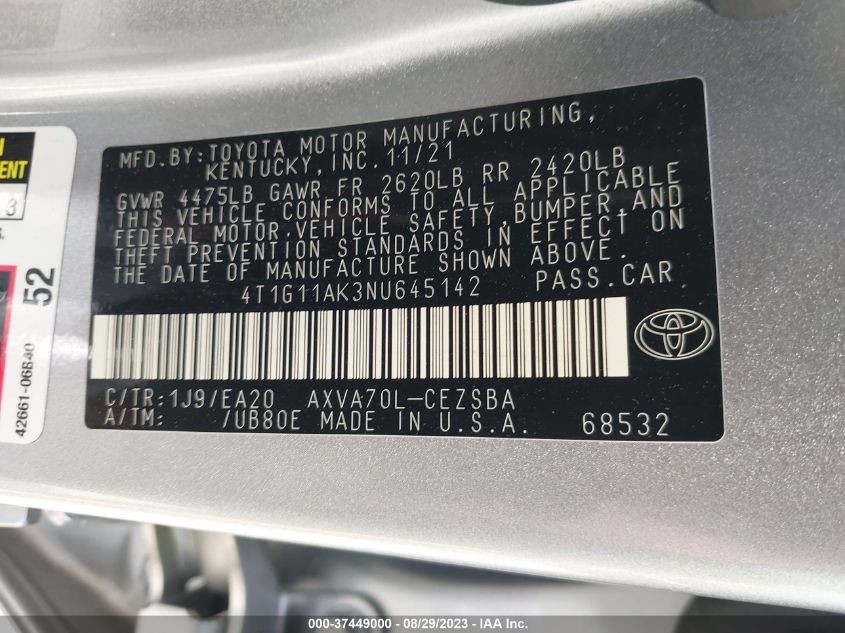 MFD. BY: TOYOTA MOTOR MANUFACTURING,
KENTUCKY, INC. 11/21
GVWR 4475LB GAWR FR 2620LB RR 2420LB
THIS VEHICLE CONFORMS TO ALL APPLICABLE
FEDERAL MOTOR VEHICLE SAFETY, BUMPER, AND
THEFT PREVENTION STANDARDS IN EFFECT ON
THE DATE OF MANUFACTURE SHOWN ABOVE.
4T1G11AK3NU645142 PASS. CAR
C/TR: 1J9/EA20 AXVA70L-CEZSBA
A/TM: /UB80E MADE IN U.S.A. 68532
52
42661-06B40
000-37449000 - 08/29/2023 - IAA Inc.